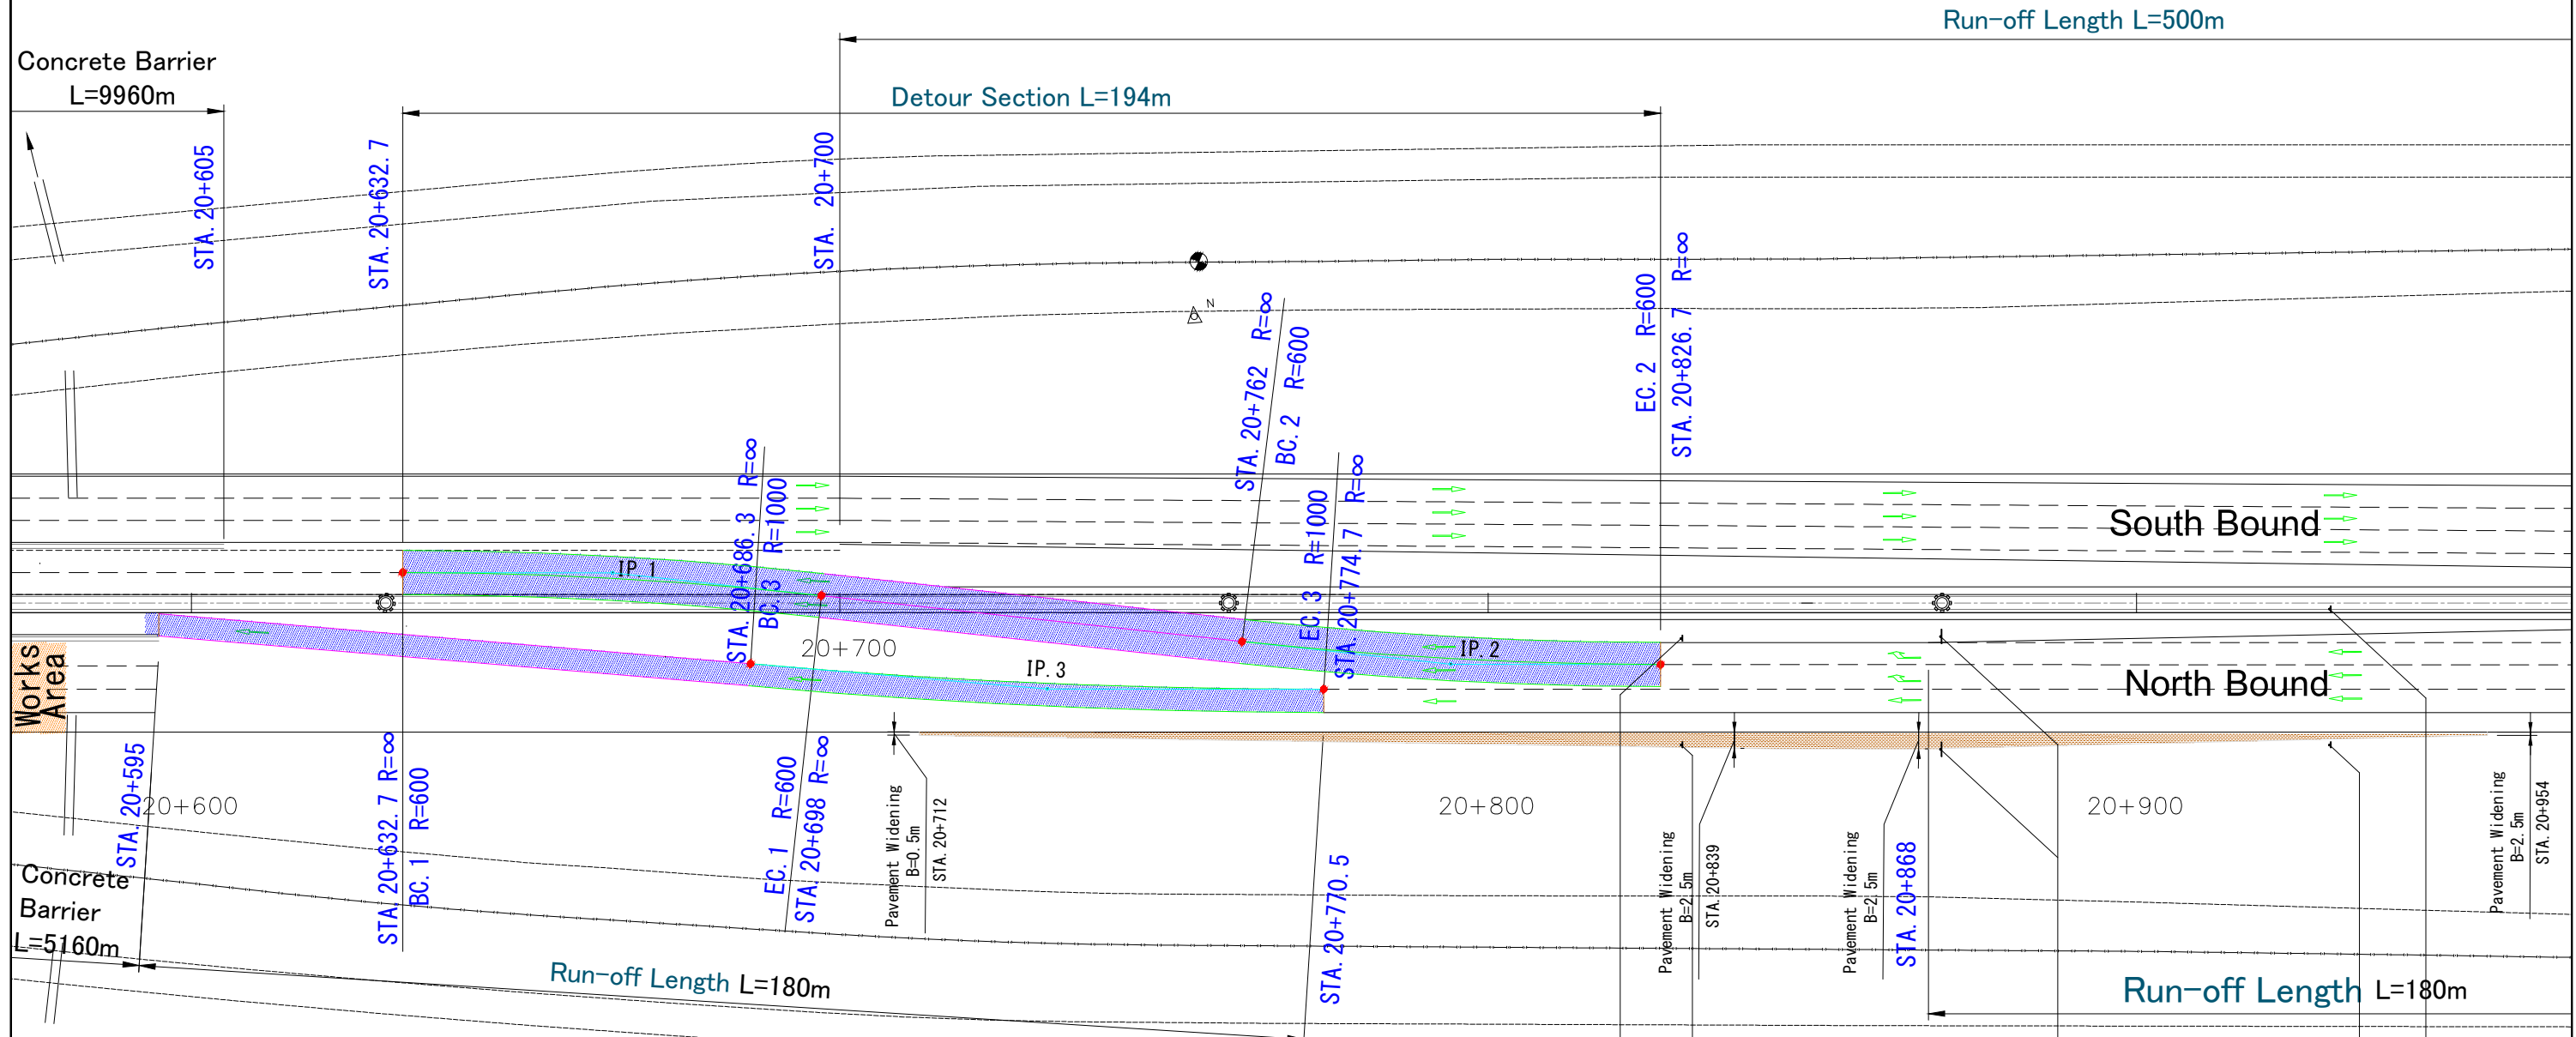 Run-off Length L=500m
Concrete Barrier
L=9960m
Detour Section L=194m
STA. 20+605
STA. 20+632. 7
STA. 20+700
N
EC. 2 R=600
STA. 20+826. 7 R=∞
STA. 20+762 R=∞
BC. 2 R=600
STA. 20+686. 3 R=∞
BC. 3 R=1000
EC. 3 R=1000
STA. 20+774. 7 R=∞
South Bound
IP. 1
20+700
IP. 3
IP. 2
North Bound
Works
Area
STA. 20+595
20+600
STA. 20+632. 7 R=∞
BC. 1 R=600
EC. 1 R=600
STA. 20+698 R=∞
Pavement Widening
B=0. 5m
STA. 20+712
20+800
STA. 20+770. 5
Pavement Widening
B=2. 5m
STA. 20+839
Pavement Widening
B=2. 5m
STA. 20+868
20+900
Pavement Widening
B=2. 5m
STA. 20+954
Concrete
Barrier
L=5160m
Run-off Length L=180m
Run-off Length L=180m